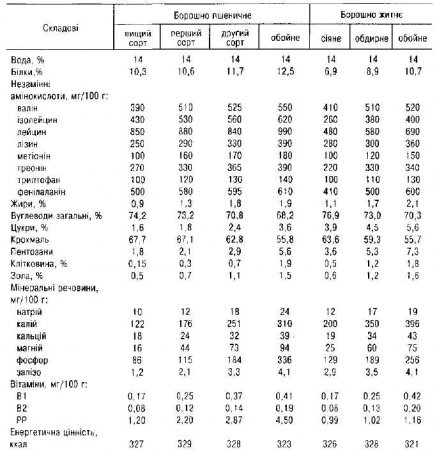 Складові Борошно пшеничне Борошно житнє
вищий сорт перший сорт другий сорт обойне сіяне обдирне обойне
Вода, % 14 14 14 14 14 14 14
Білки,% 10,3 10,6 11,7 12,5 6,9 8,9 10,7
Незамінні
амінокислоти, мг/100 г:
валін 390 510 525 550 410 510 520
ізолейцин 430 530 560 620 260 380 400
лейцин 850 880 840 990 480 580 690
лізин 250 290 330 390 280 300 360
метіонін 100 160 170 180 100 120 150
треонін 270 330 365 390 220 330 340
триптофан 100 120 130 140 100 110 130
фенілаланін 500 580 595 610 410 500 600
Жири, % 0,9 1,3 1,8 1,9 1,1 1,7 2,1
Вуглеводи загальні, % 74,2 73,2 70,8 68,2 76,9 73,0 70,3
Цукри, % 1,6 1,8 2,4 3,6 3,9 4,5 5,6
Крохмаль 67,7 67,1 62,8 55,8 63,6 59,3 55,7
Пентозани 1,8 2,1 2,9 5,6 3,6 5,3 7,3
Клітковина, % 0,15 0,3 0,7 1,9 0,5 1,2 1,8
Зола, % 0,5 0,7 1,1 1,5 0,6 1,2 1,6
Мінеральні речовини,
мг/100 г:
натрій 10 12 18 24 12 17 19
калій 122 176 251 310 200 350 396
кальцій 18 24 32 39 19 34 43
магній 16 44 73 94 25 60 75
фосфор 86 115 184 336 126 189 256
залізо 1,2 2,1 3,3 4,1 2,9 3,5 4,1
Вітаміни, мг/100 г:
В1 0,17 0,25 0,37 0,41 0,17 0,25 0,42
В2 0,08 0,12 0,14 0,19 0,08 0,13 0,20
РР 1,20 2,20 2,87 4,50 0,99 1,02 1,16
Енергетична цінність,
ккал 327 329 328 323 326 328 321